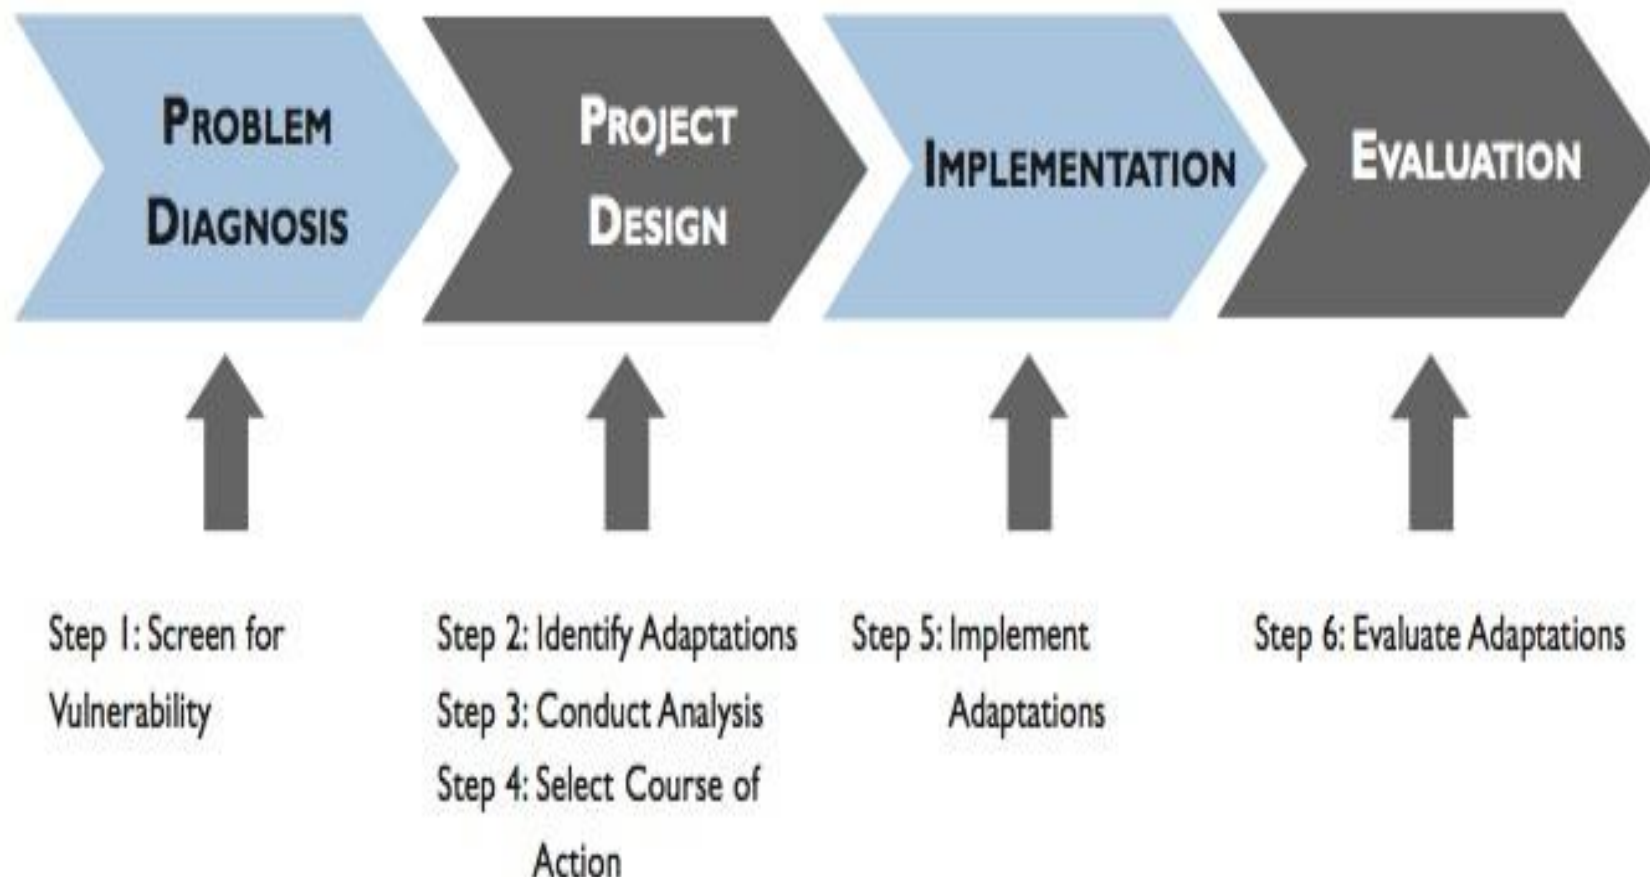 PROBLEM
DIAGNOSIS
PROJECT
DESIGN
IMPLEMENTATION
EVALUATION
Step 1: Screen for
Vulnerability
Step 2: Identify Adaptations
Step 3: Conduct Analysis
Step 4: Select Course of
Action
Step 5: Implement
Adaptations
Step 6: Evaluate Adaptations